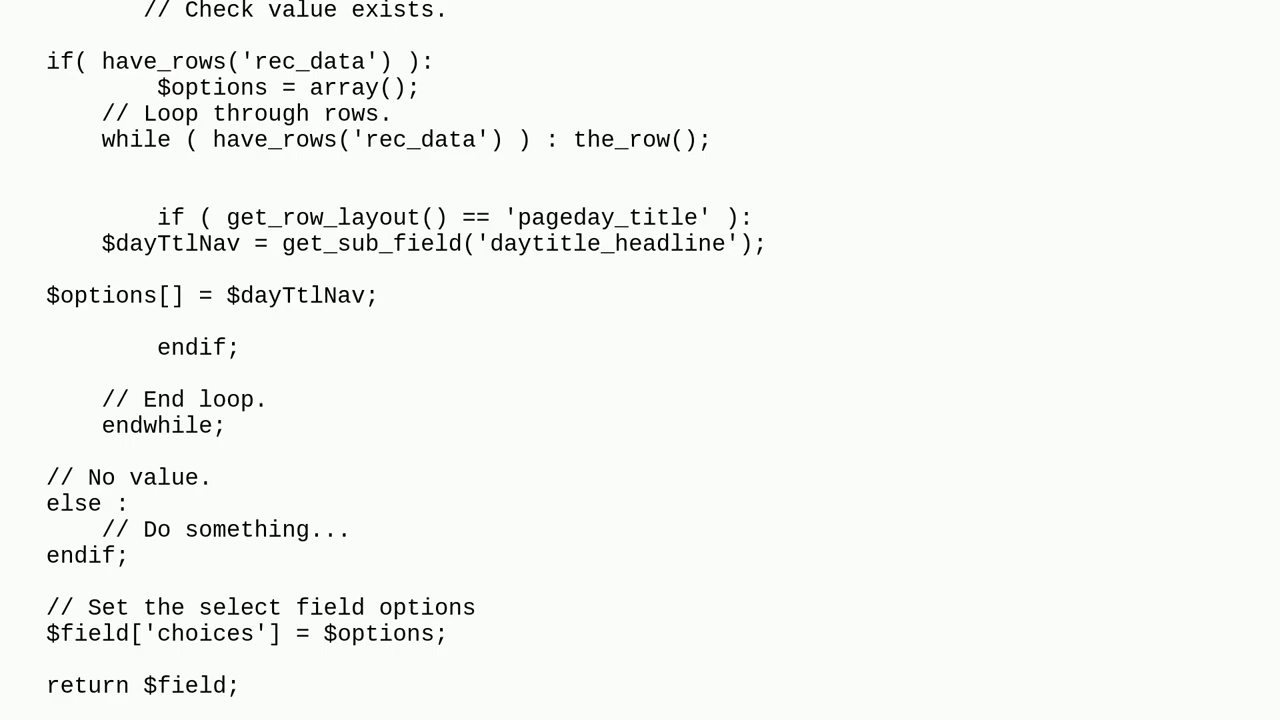 // Check value exists.
if( have_rows('rec_data') ):
$options = array();
// Loop through rows.
while ( have_rows('rec_data') ) : the_row();
if ( get_row_layout() == 'pageday_title' ):
$dayTtlNav = get_sub_field('daytitle_headline');
$options[] = $dayTtlNav;
endif;
// End loop.
endwhile;
// No value.
else :
// Do something...
endif;
// Set the select field options
$field['choices'] = $options;
return $field;